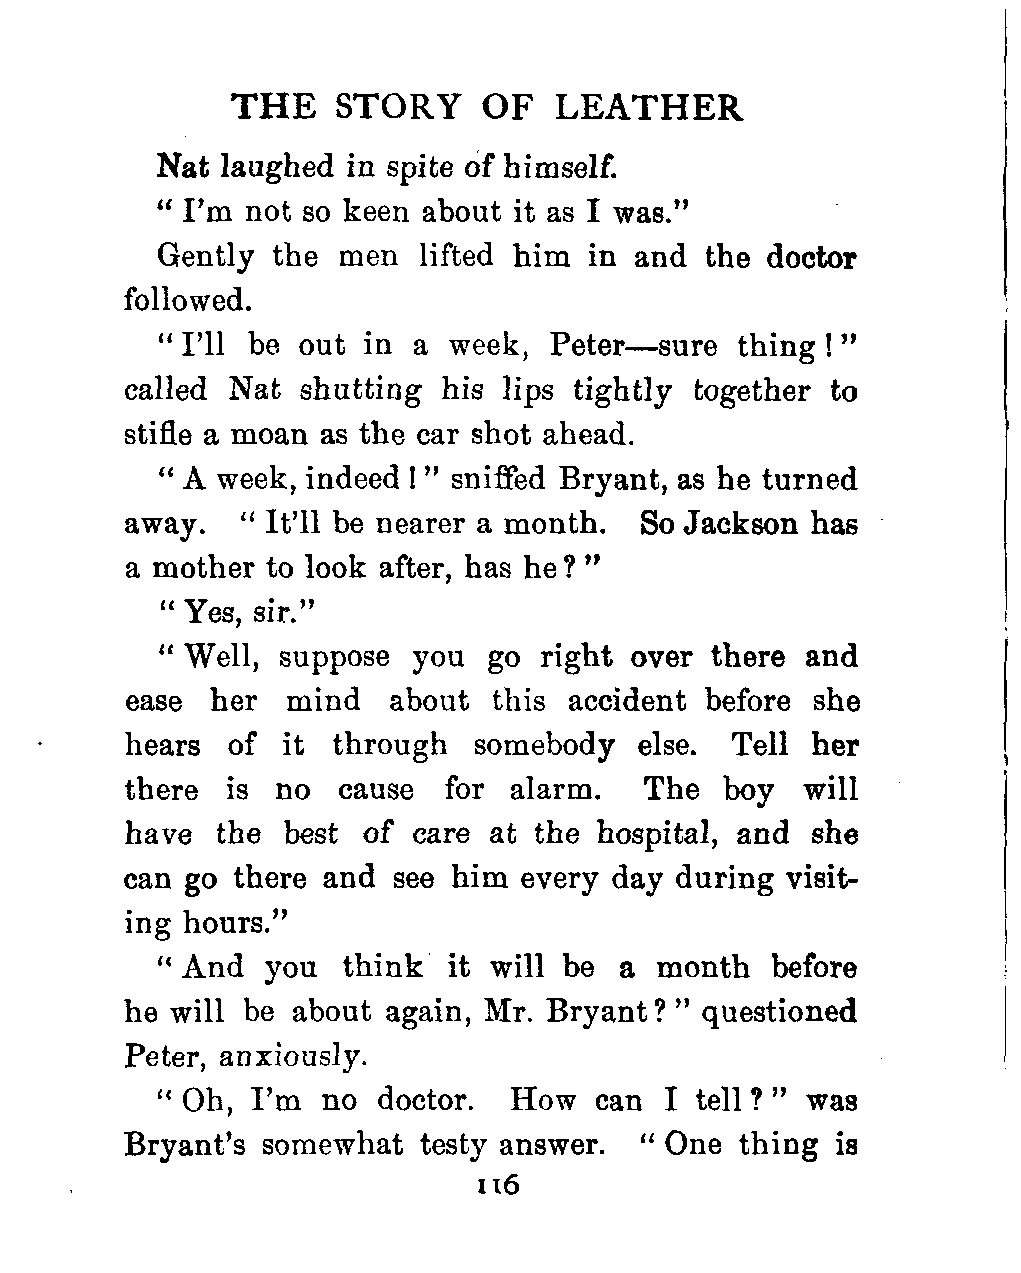 THE STORY OF LEATHER
Nat laughed in spite of himself.
“ I’m not so keen about it as I was.”
Gently the men lifted him in and the doctor
followed.
“ I’ll be out in a week, Peter—sure thing ! ”
called Nat shutting his lips tightly together to
stifle a moan as the car shot ahead.
“ A week, indeed ! ” sniffed Bryant, as he turned
away. “ It’ll be nearer a month. So Jackson has
a mother to look after, has he ? ”
“ Yes, sir.”
“ Well, suppose you go right over there and
ease her mind about this accident before she
hears of it through somebody else. Tell her
there is no cause for alarm. The boy will
have the best of care at the hospital, and she
can go there and see him every day during visit-
ing hours.”
“ And you think it will be a month before
he will be about again, Mr. Bryant ? ” questioned
Peter, anxiously.
“ Oh, I’m no doctor. How can I tell ? ” was
Bryant’s somewhat testy answer. “ One thing is
116